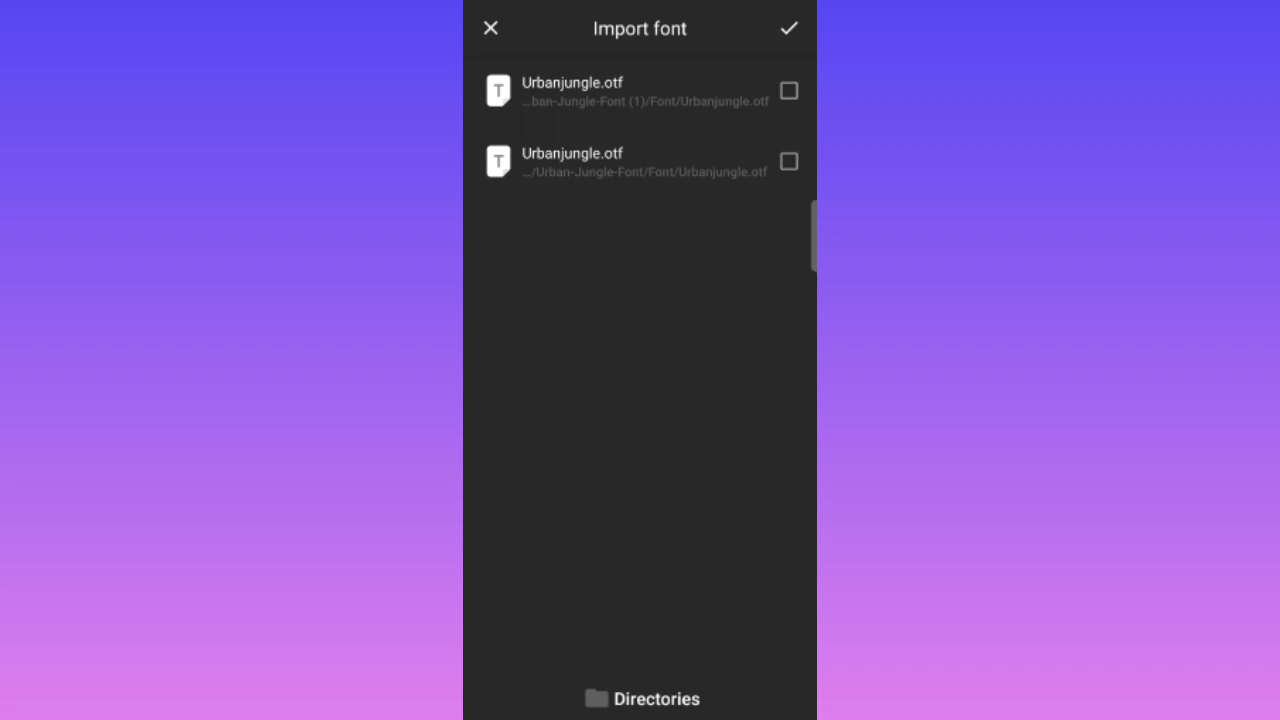 Import font
Urbanjungle.otf
...ban-Jungle-Font (1)/Font/Urbanjungle.otf
Urbanjungle.otf
.../Urban-Jungle-Font/Font/Urbanjungle.otf
Directories